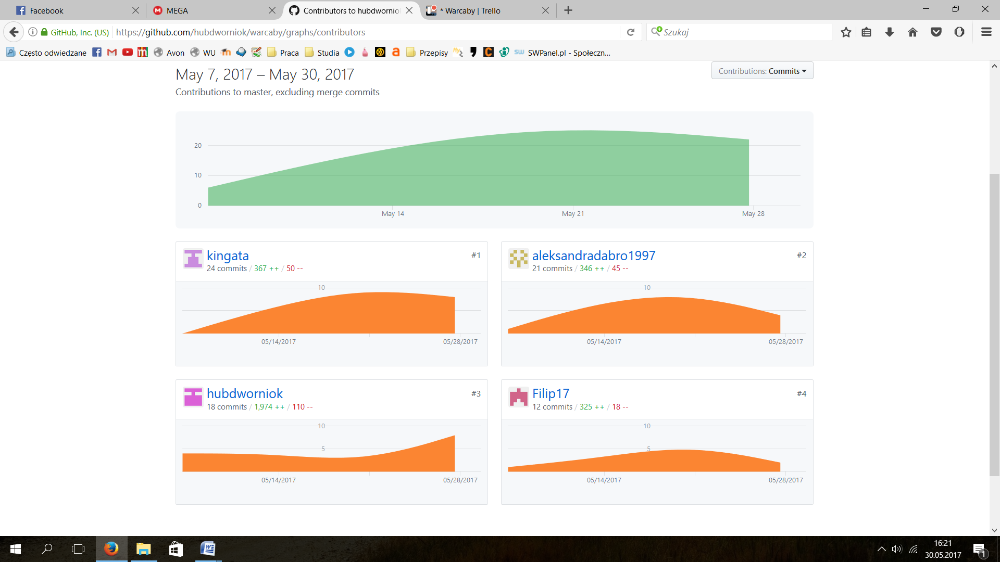 Facebook
MEGA
Contributors to hubdwornio
* Warcaby | Trello
GitHub, Inc. (US)
https://github.com/hubdworniok/warcaby/graphs/contributors
Szukaj
Często odwiedzane
Avon
WU
Praca
Studia
Przepisy
SWPanel.pl - Społeczn...
May 7, 2017 – May 30, 2017
Contributions: Commits
Contributions to master, excluding merge commits
20
10
0
May 14
May 21
May 28
kingata
#1
24 commits / 367 ++ / 50 --
10
05/14/2017
05/28/2017
aleksandradabro1997
#2
21 commits / 346 ++ / 45 --
10
05/14/2017
05/28/2017
hubdworniok
#3
18 commits / 1,974 ++ / 110 --
10
5
05/14/2017
05/28/2017
Filip17
#4
12 commits / 325 ++ / 18 --
10
5
05/14/2017
05/28/2017
16:21
30.05.2017
1